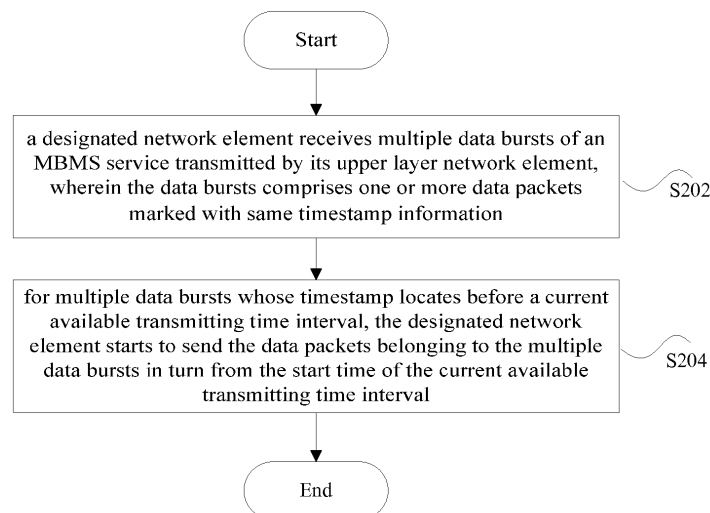 Start
a designated network element receives multiple data bursts of an
MBMS service transmitted by its upper layer network element,
wherein the data bursts comprises one or more data packets
marked with same timestamp information
S202
for multiple data bursts whose timestamp locates before a current
available transmitting time interval, the designated network
element starts to send the data packets belonging to the multiple
data bursts in turn from the start time of the current available
transmitting time interval
S204
End